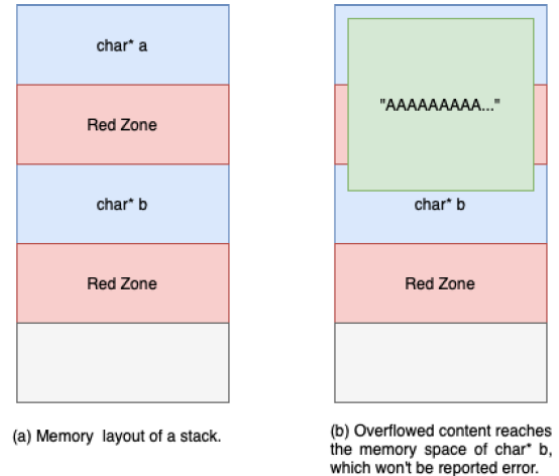 char* a
Red Zone
char* b
Red Zone
(a) Memory layout of a stack.
"AAAAAAAAA..."
char* b
Red Zone
(b) Overflowed content reaches
the memory space of char* b,
which won't be reported error.